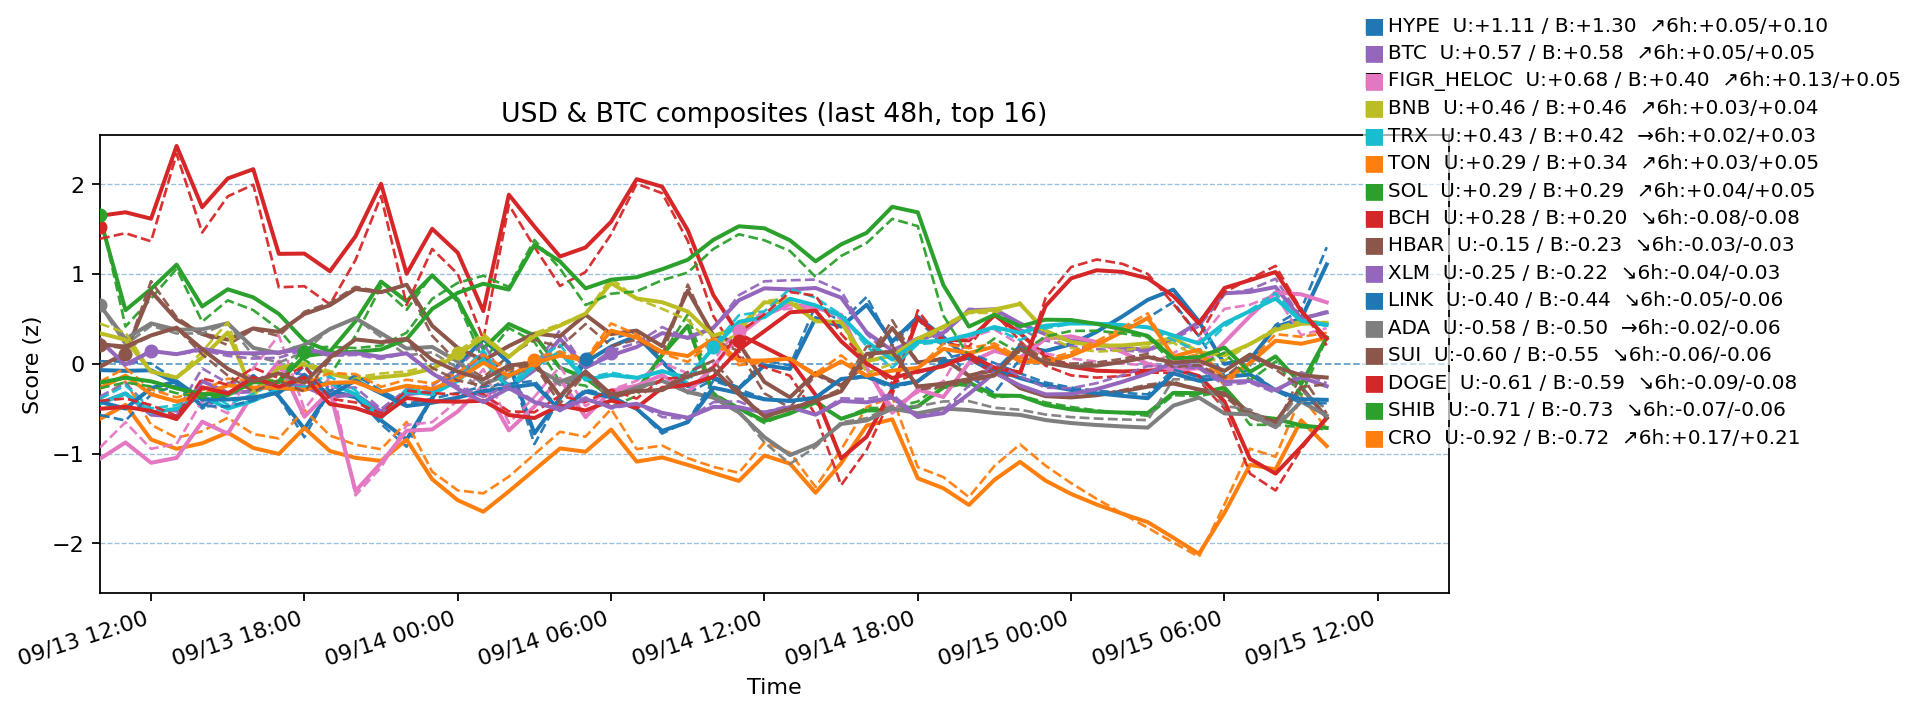 HYPE U:+1.11 / B:+1.30 ↗6h:+0.05/+0.10
BTC U:+0.57 / B:+0.58 ↗6h:+0.05/+0.05
FIGR_HELOC U:+0.68 / B:+0.40 ↗6h:+0.13/+0.05
BNB U:+0.46 / B:+0.46 ↗6h:+0.03/+0.04
TRX U:+0.43 / B:+0.42 →6h:+0.02/+0.03
TON U:+0.29 / B:+0.34 ↗6h:+0.03/+0.05
SOL U:+0.29 / B:+0.29 ↗6h:+0.04/+0.05
BCH U:+0.28 / B:+0.20 ↘6h:-0.08/-0.08
HBAR U:-0.15 / B:-0.23 ↘6h:-0.03/-0.03
XLM U:-0.25 / B:-0.22 ↘6h:-0.04/-0.03
LINK U:-0.40 / B:-0.44 ↘6h:-0.05/-0.06
ADA U:-0.58 / B:-0.50 →6h:-0.02/-0.06
SUI U:-0.60 / B:-0.55 ↘6h:-0.06/-0.06
DOGE U:-0.61 / B:-0.59 ↘6h:-0.09/-0.08
SHIB U:-0.71 / B:-0.73 ↘6h:-0.07/-0.06
CRO U:-0.92 / B:-0.72 ↗6h:+0.17/+0.21
USD & BTC composites (last 48h, top 16)
Score (z)
2
1
0
−1
−2
09/13 12:00
09/13 18:00
09/14 00:00
09/14 06:00
09/14 12:00
09/14 18:00
09/15 00:00
09/15 06:00
09/15 12:00
Time